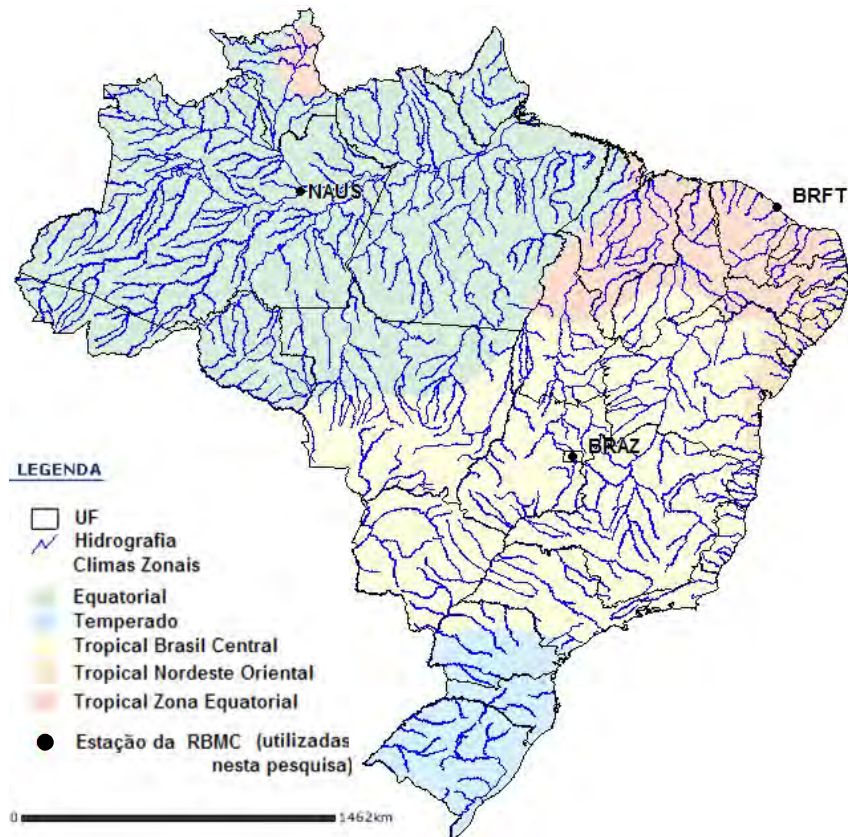 NAUS
BRFT
BRAZ
LEGENDA
UF
Hidrografia
Climas Zonais
Equatorial
Temperado
Tropical Brasil Central
Tropical Nordeste Oriental
Tropical Zona Equatorial
Estação da RBMC (utilizadas
nesta pesquisa)
0 1462km